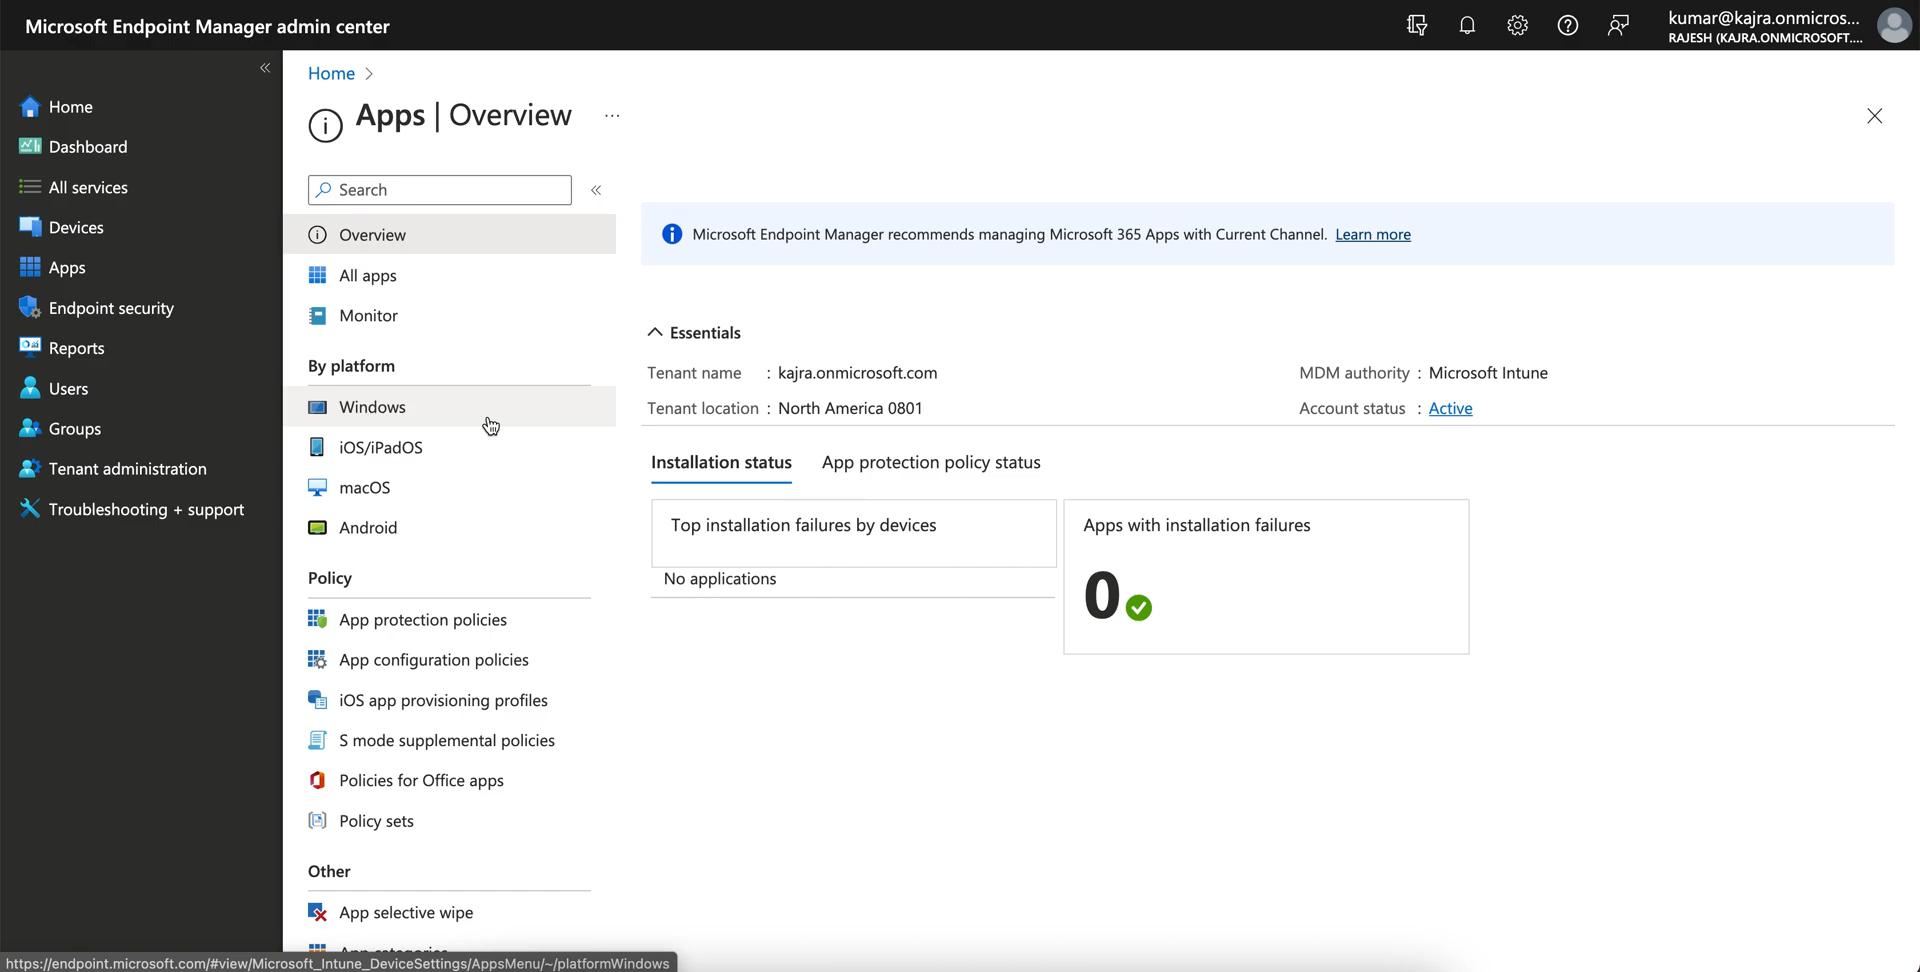 Microsoft Endpoint Manager admin center
kumar@kajra.onmicros...
RAJESH (KAJRA.ONMICROSOFT....
«
Home
Dashboard
All services
Devices
Apps
Endpoint security
Reports
Users
Groups
Tenant administration
Troubleshooting + support
Home >
Apps | Overview ...
Search «
Overview
All apps
Monitor
By platform
Windows
iOS/iPadOS
macOS
Android
Policy
App protection policies
App configuration policies
iOS app provisioning profiles
S mode supplemental policies
Policies for Office apps
Policy sets
Other
App selective wipe
App categories
Microsoft Endpoint Manager recommends managing Microsoft 365 Apps with Current Channel. Learn more
Essentials
Tenant name : kajra.onmicrosoft.com
MDM authority : Microsoft Intune
Tenant location : North America 0801
Account status : Active
Installation status App protection policy status
Top installation failures by devices
No applications
Apps with installation failures
0
https://endpoint.microsoft.com/#view/Microsoft_Intune_DeviceSettings/AppsMenu/~/platformWindows